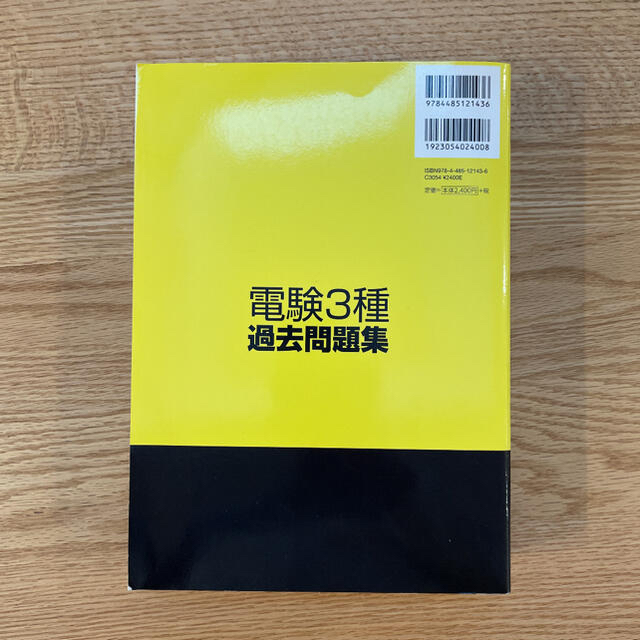 9784485121436
1923054024008
ISBN978-4-485-12143-6
C3054 ¥2400E
定価= 本体2,400円 +税
電験3種
過去問題集